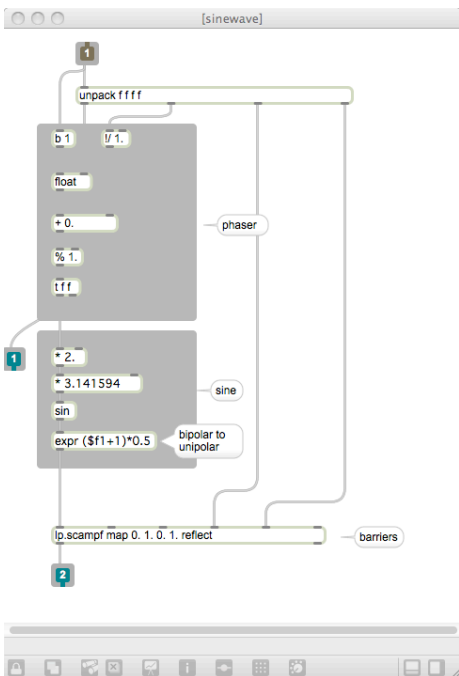 [sinewave]
1
unpack f f f f
b 1
!/ 1.
float
+ 0.
phaser
% 1.
t f f
1
* 2.
* 3.141594
sine
sin
expr ($f1+1)*0.5
bipolar to
unipolar
lp.scampf map 0. 1. 0. 1. reflect
barriers
2